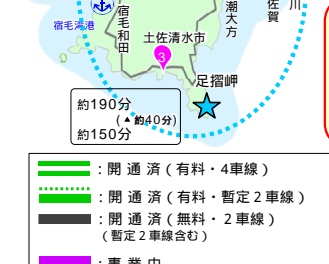 宿毛湾港
宿毛和田
土佐清水市
3
潮大方
佐賀
川
足摺岬
約190分
(▲約40分)
約150分
:開通済(有料・4車線)
:開通済(有料・暫定2車線)
:開通済(無料・2車線)
(暫定2車線含む)
:事業中